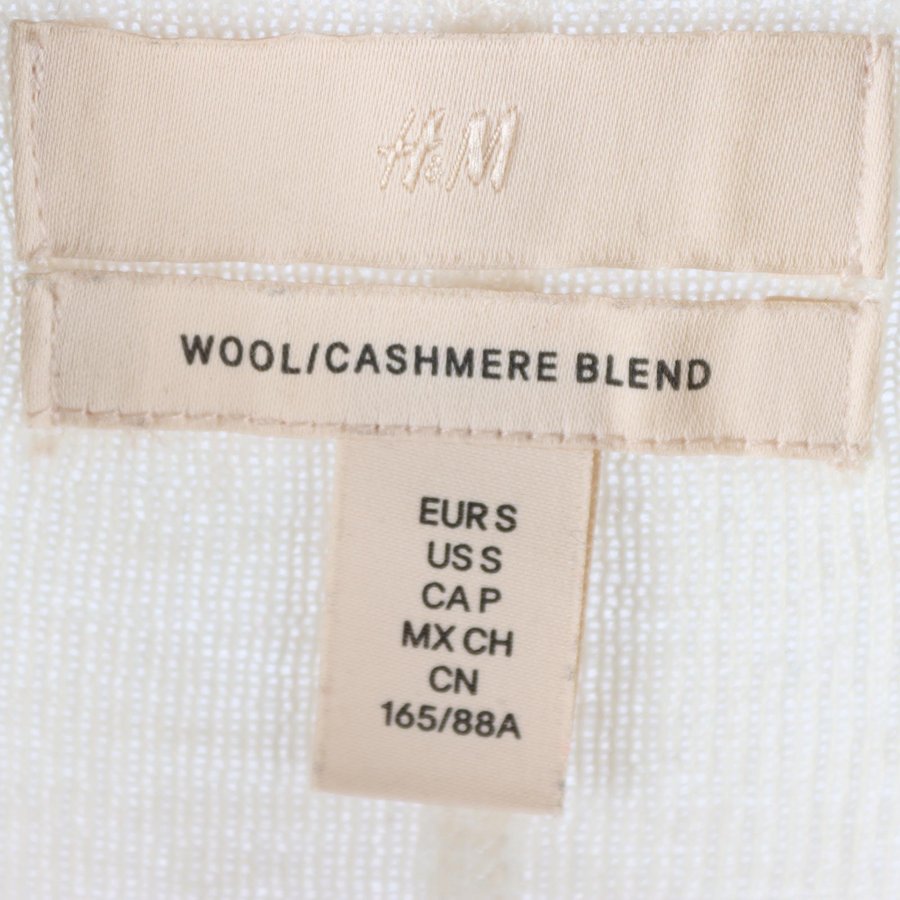 H&M
WOOL/CASHMERE BLEND
EUR S
US S
CA P
MX CH
CN
165/88A